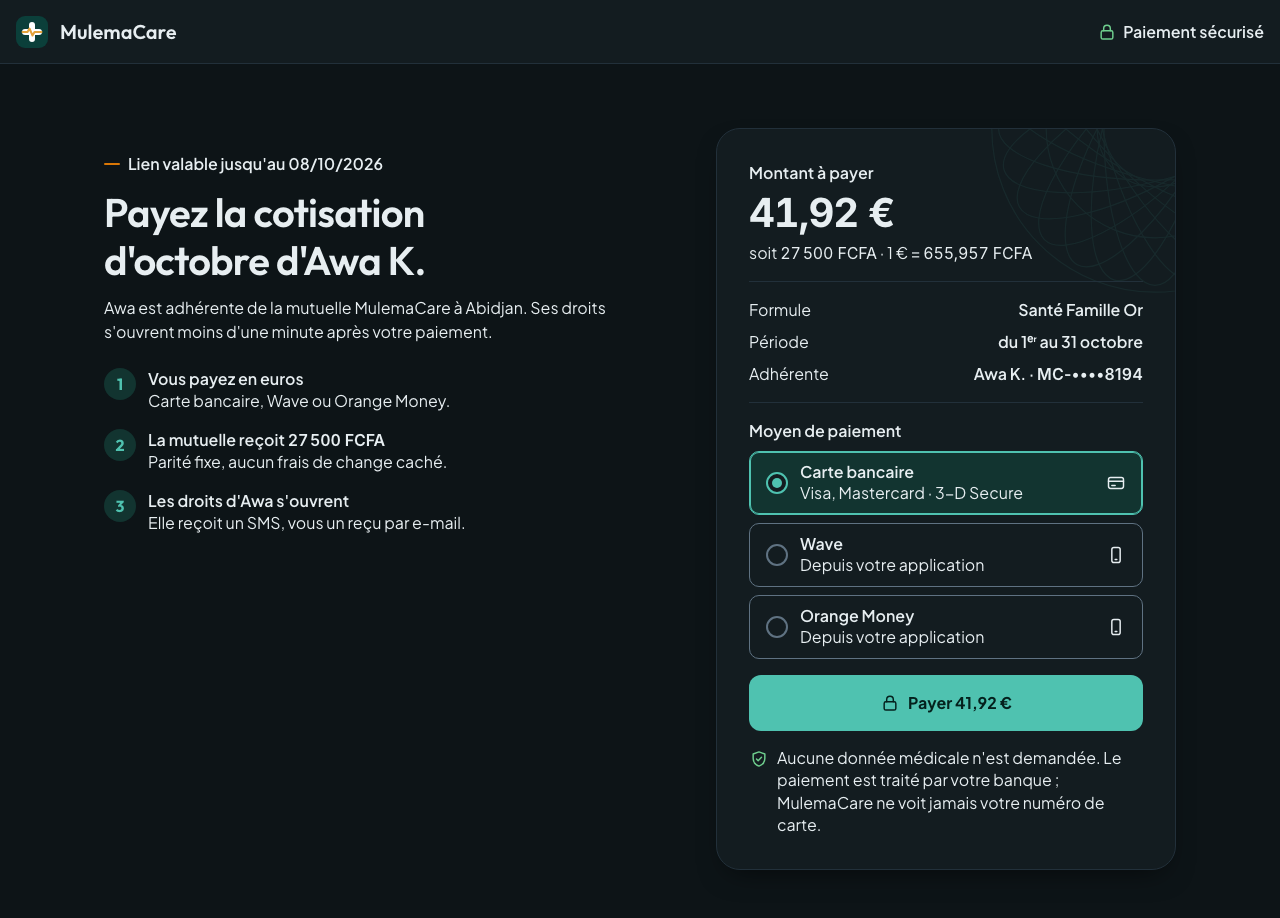 MulemaCare
Paiement sécurisé
Lien valable jusqu'au 08/10/2026
Payez la cotisation
d'octobre d'Awa K.
Awa est adhérente de la mutuelle MulemaCare à Abidjan. Ses droits
s'ouvrent moins d'une minute après votre paiement.
1
Vous payez en euros
Carte bancaire, Wave ou Orange Money.
2
La mutuelle reçoit 27 500 FCFA
Parité fixe, aucun frais de change caché.
3
Les droits d'Awa s'ouvrent
Elle reçoit un SMS, vous un reçu par e-mail.
Montant à payer
41,92 €
soit 27 500 FCFA · 1 € = 655,957 FCFA
Formule Santé Famille Or
Période du 1er au 31 octobre
Adhérente Awa K. · MC-••••8194
Moyen de paiement
Carte bancaire
Visa, Mastercard · 3-D Secure
Wave
Depuis votre application
Orange Money
Depuis votre application
Payer 41,92 €
Aucune donnée médicale n'est demandée. Le
paiement est traité par votre banque ;
MulemaCare ne voit jamais votre numéro de
carte.